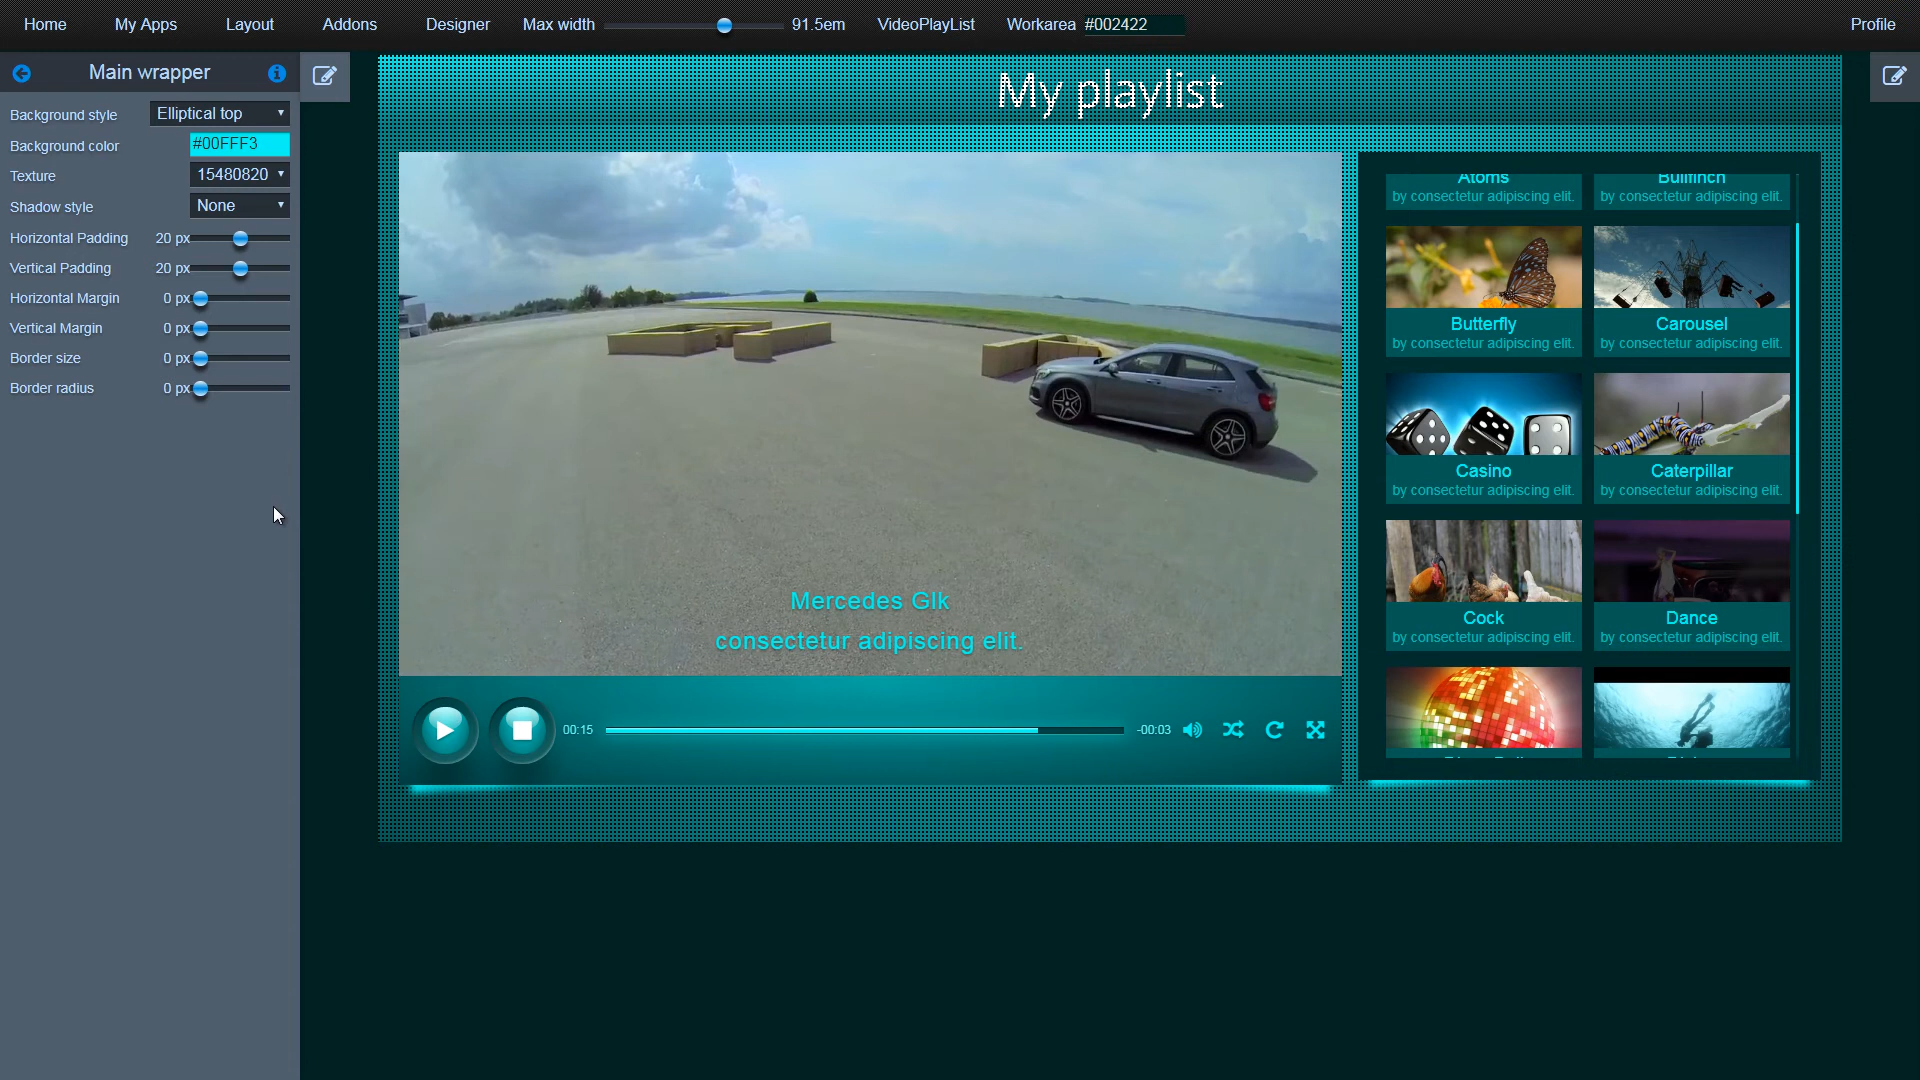 Home My Apps Layout Addons Designer Max width 91.5em VideoPlayList Workarea #002422 Profile
Main wrapper
Background style Elliptical top
Background color #00FFF3
Texture 15480820
Shadow style None
Horizontal Padding 20 px
Vertical Padding 20 px
Horizontal Margin 0 px
Vertical Margin 0 px
Border size 0 px
Border radius 0 px
My playlist
Mercedes Glk
consectetur adipiscing elit.
00:15 -00:03
Atoms Bullfinch
by consectetur adipiscing elit. by consectetur adipiscing elit.
Butterfly Carousel
by consectetur adipiscing elit. by consectetur adipiscing elit.
Casino Caterpillar
by consectetur adipiscing elit. by consectetur adipiscing elit.
Cock Dance
by consectetur adipiscing elit. by consectetur adipiscing elit.